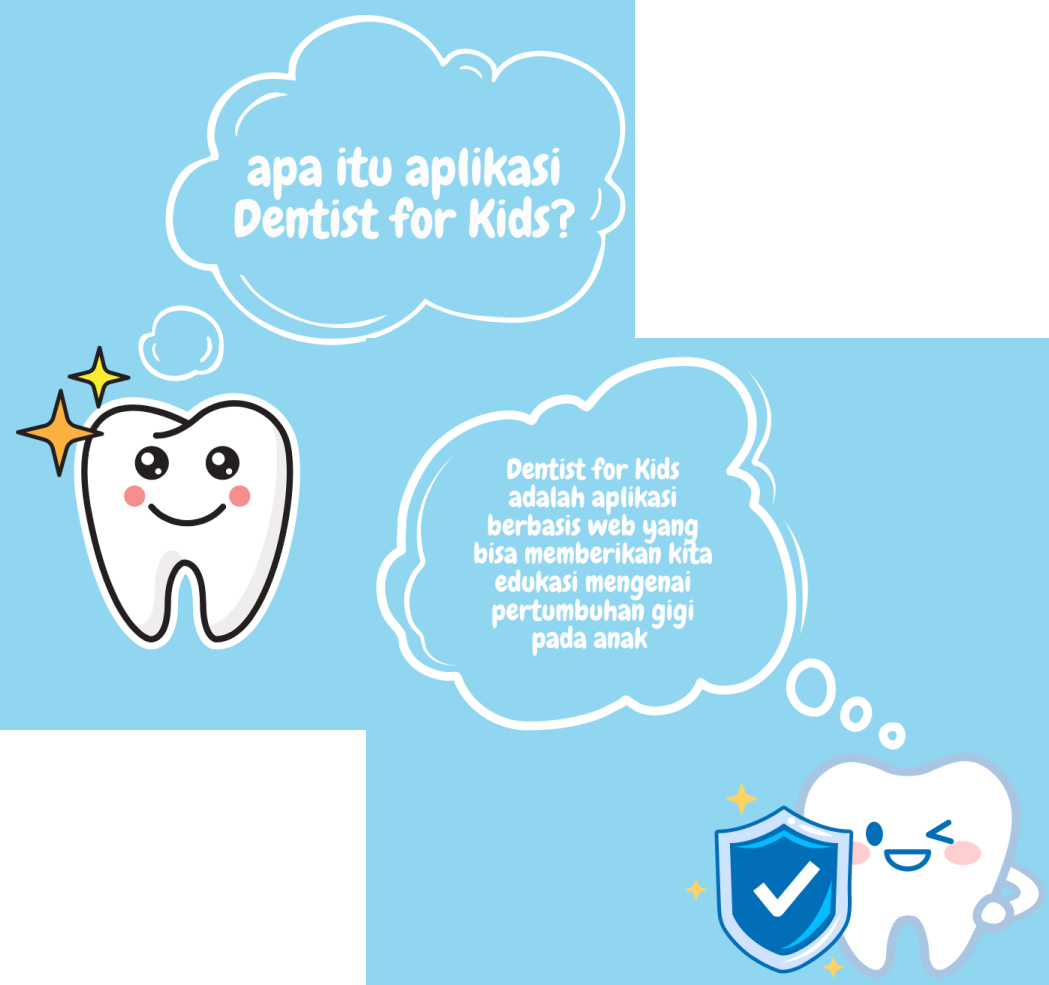 apa itu aplikasi
Dentist for Kids?
Dentist for Kids
adalah aplikasi
berbasis web yang
bisa memberikan kita
edukasi mengenai
pertumbuhan gigi
pada anak